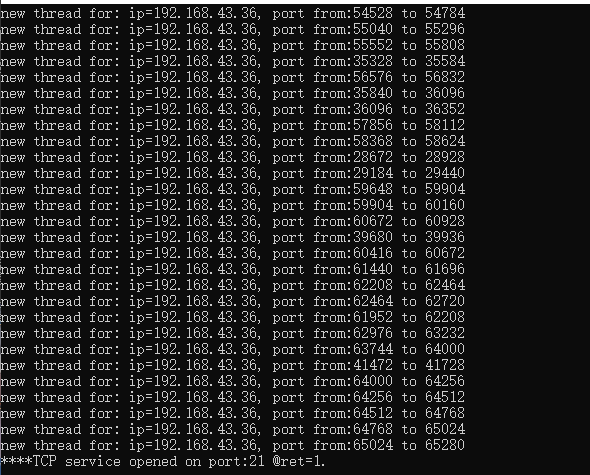 new thread for: ip=192.168.43.36, port from:54528 to 54784
new thread for: ip=192.168.43.36, port from:55040 to 55296
new thread for: ip=192.168.43.36, port from:55552 to 55808
new thread for: ip=192.168.43.36, port from:35328 to 35584
new thread for: ip=192.168.43.36, port from:56576 to 56832
new thread for: ip=192.168.43.36, port from:35840 to 36096
new thread for: ip=192.168.43.36, port from:36096 to 36352
new thread for: ip=192.168.43.36, port from:57856 to 58112
new thread for: ip=192.168.43.36, port from:58368 to 58624
new thread for: ip=192.168.43.36, port from:28672 to 28928
new thread for: ip=192.168.43.36, port from:29184 to 29440
new thread for: ip=192.168.43.36, port from:59648 to 59904
new thread for: ip=192.168.43.36, port from:59904 to 60160
new thread for: ip=192.168.43.36, port from:60672 to 60928
new thread for: ip=192.168.43.36, port from:39680 to 39936
new thread for: ip=192.168.43.36, port from:60416 to 60672
new thread for: ip=192.168.43.36, port from:61440 to 61696
new thread for: ip=192.168.43.36, port from:62208 to 62464
new thread for: ip=192.168.43.36, port from:62464 to 62720
new thread for: ip=192.168.43.36, port from:61952 to 62208
new thread for: ip=192.168.43.36, port from:62976 to 63232
new thread for: ip=192.168.43.36, port from:63744 to 64000
new thread for: ip=192.168.43.36, port from:41472 to 41728
new thread for: ip=192.168.43.36, port from:64000 to 64256
new thread for: ip=192.168.43.36, port from:64256 to 64512
new thread for: ip=192.168.43.36, port from:64512 to 64768
new thread for: ip=192.168.43.36, port from:64768 to 65024
new thread for: ip=192.168.43.36, port from:65024 to 65280
****TCP service opened on port:21 @ret=1.